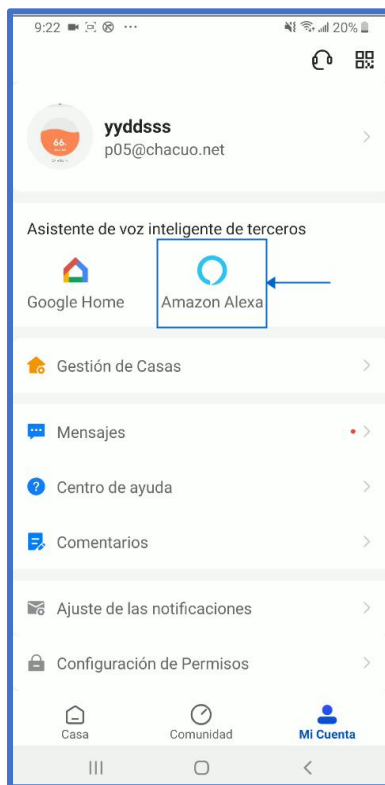 9:22 20%
66
yyddsss
p05@chacuo.net
Asistente de voz inteligente de terceros
Google Home Amazon Alexa
Gestión de Casas
Mensajes
Centro de ayuda
Comentarios
Ajuste de las notificaciones
Configuración de Permisos
Casa Comunidad Mi Cuenta